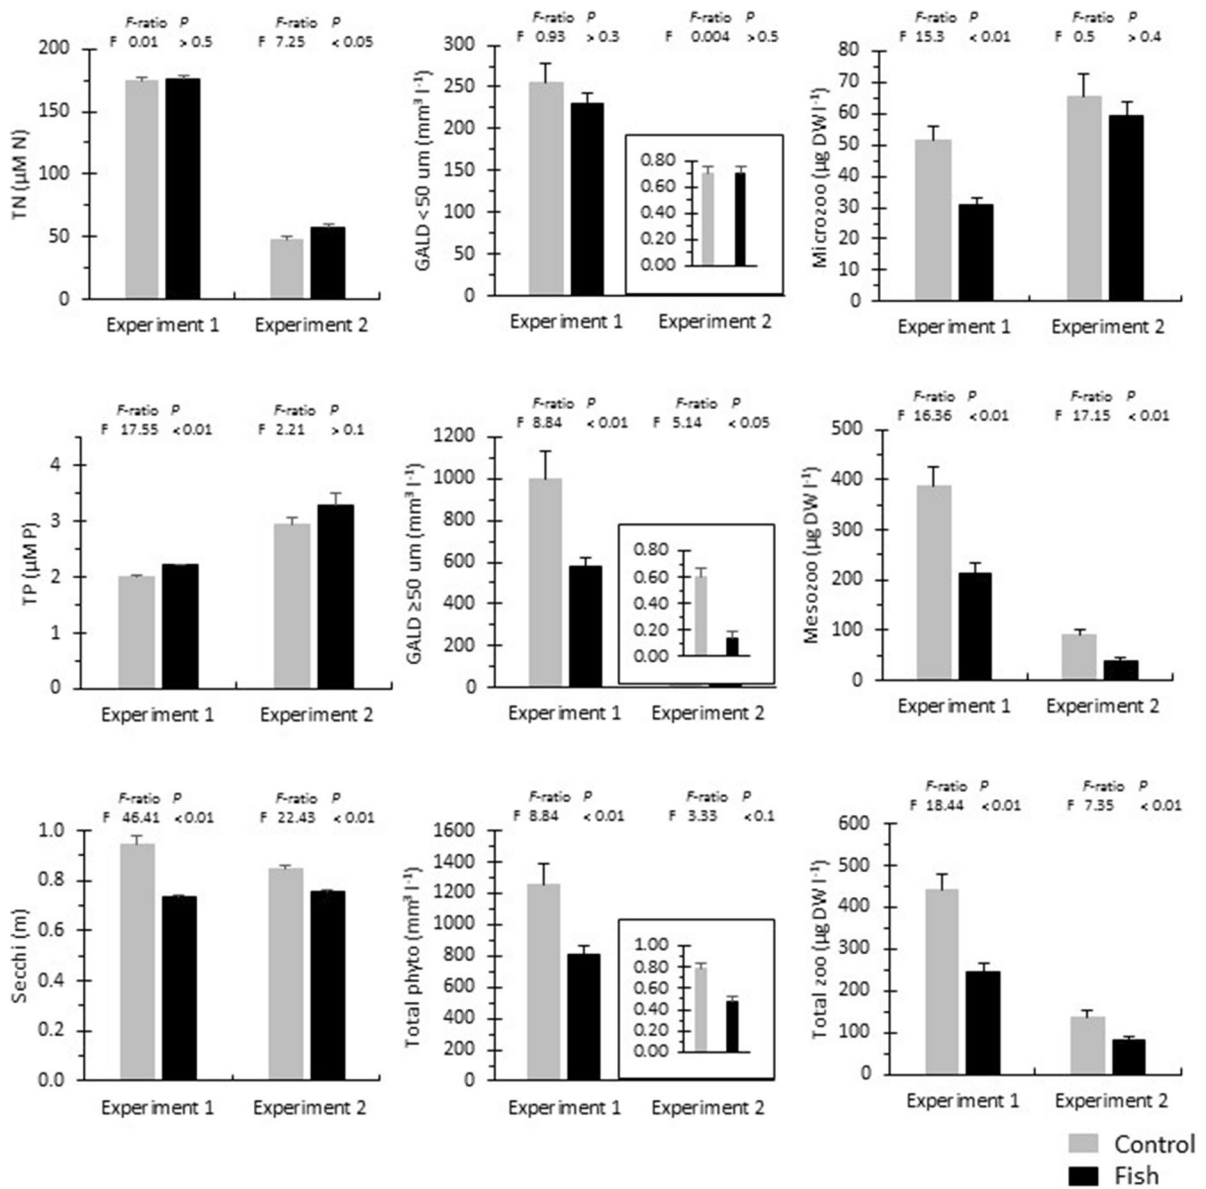 F-ratio P
F 0.01 > 0.5
F-ratio P
F 7.25 < 0.05
TN (µM N)
200
150
100
50
0
Experiment 1 Experiment 2
F-ratio P
F 0.93 > 0.3
F-ratio P
F 0.004 > 0.5
GALD < 50 um (mm³ l⁻¹)
300
250
200
150
100
50
0
0.80
0.60
0.40
0.20
0.00
Experiment 1 Experiment 2
F-ratio P
F 15.3 < 0.01
F-ratio P
F 0.5 > 0.4
Microzoo (µg DW l⁻¹)
80
70
60
50
40
30
20
10
0
Experiment 1 Experiment 2
F-ratio P
F 17.55 < 0.01
F-ratio P
F 2.21 > 0.1
TP (µM P)
4
3
2
1
0
Experiment 1 Experiment 2
F-ratio P
F 8.84 < 0.01
F-ratio P
F 5.14 < 0.05
GALD ≥50 um (mm³ l⁻¹)
1200
1000
800
600
400
200
0
0.80
0.60
0.40
0.20
0.00
Experiment 1 Experiment 2
F-ratio P
F 16.36 < 0.01
F-ratio P
F 17.15 < 0.01
Mesozoo (µg DW l⁻¹)
500
400
300
200
100
0
Experiment 1 Experiment 2
F-ratio P
F 46.41 < 0.01
F-ratio P
F 22.43 < 0.01
Secchi (m)
1.0
0.8
0.6
0.4
0.2
0.0
Experiment 1 Experiment 2
F-ratio P
F 8.84 < 0.01
F-ratio P
F 3.33 < 0.1
Total phyto (mm³ l⁻¹)
1600
1400
1200
1000
800
600
400
200
0
1.00
0.80
0.60
0.40
0.20
0.00
Experiment 1 Experiment 2
F-ratio P
F 18.44 < 0.01
F-ratio P
F 7.35 < 0.01
Total zoo (µg DW l⁻¹)
600
500
400
300
200
100
0
Experiment 1 Experiment 2
Control
Fish